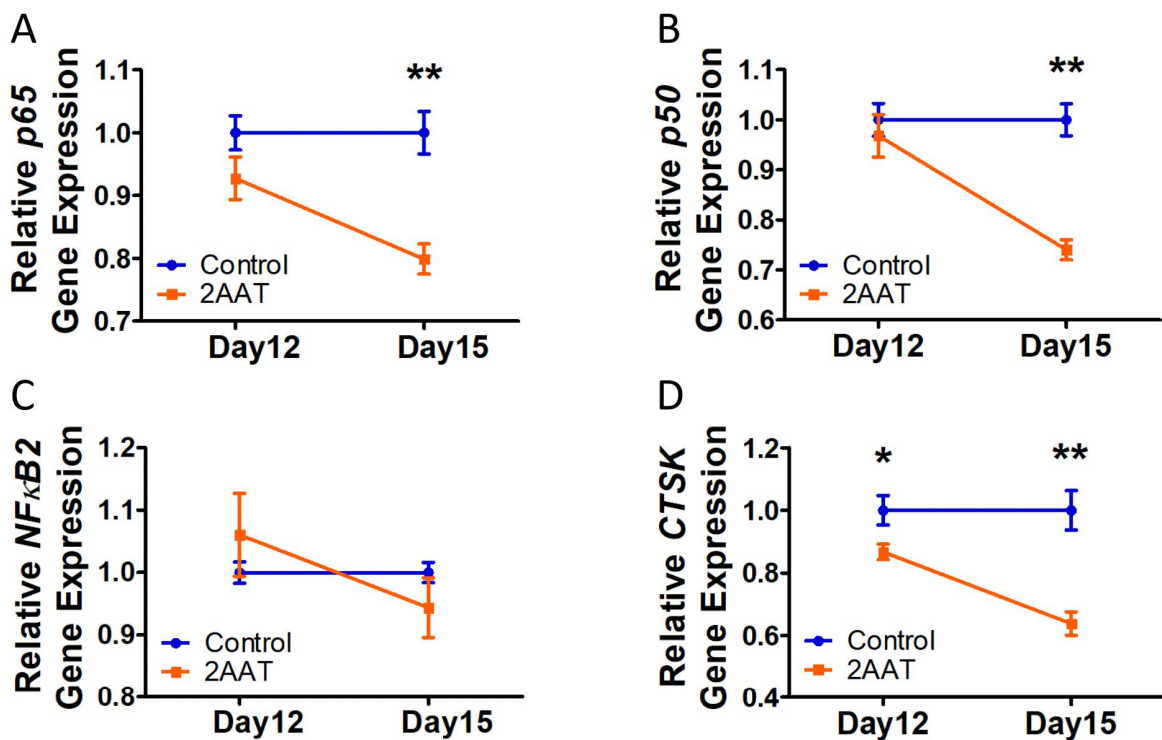 A
Relative p65
Gene Expression
1.1
1.0
0.9
0.8
0.7
**
Control
2AAT
Day12
Day15
B
Relative p50
Gene Expression
1.1
1.0
0.9
0.8
0.7
0.6
**
Control
2AAT
Day12
Day15
C
Relative NFκB2
Gene Expression
1.2
1.1
1.0
0.9
0.8
Control
2AAT
Day12
Day15
D
Relative CTSK
Gene Expression
1.2
1.0
0.8
0.6
0.4
*
**
Control
2AAT
Day12
Day15